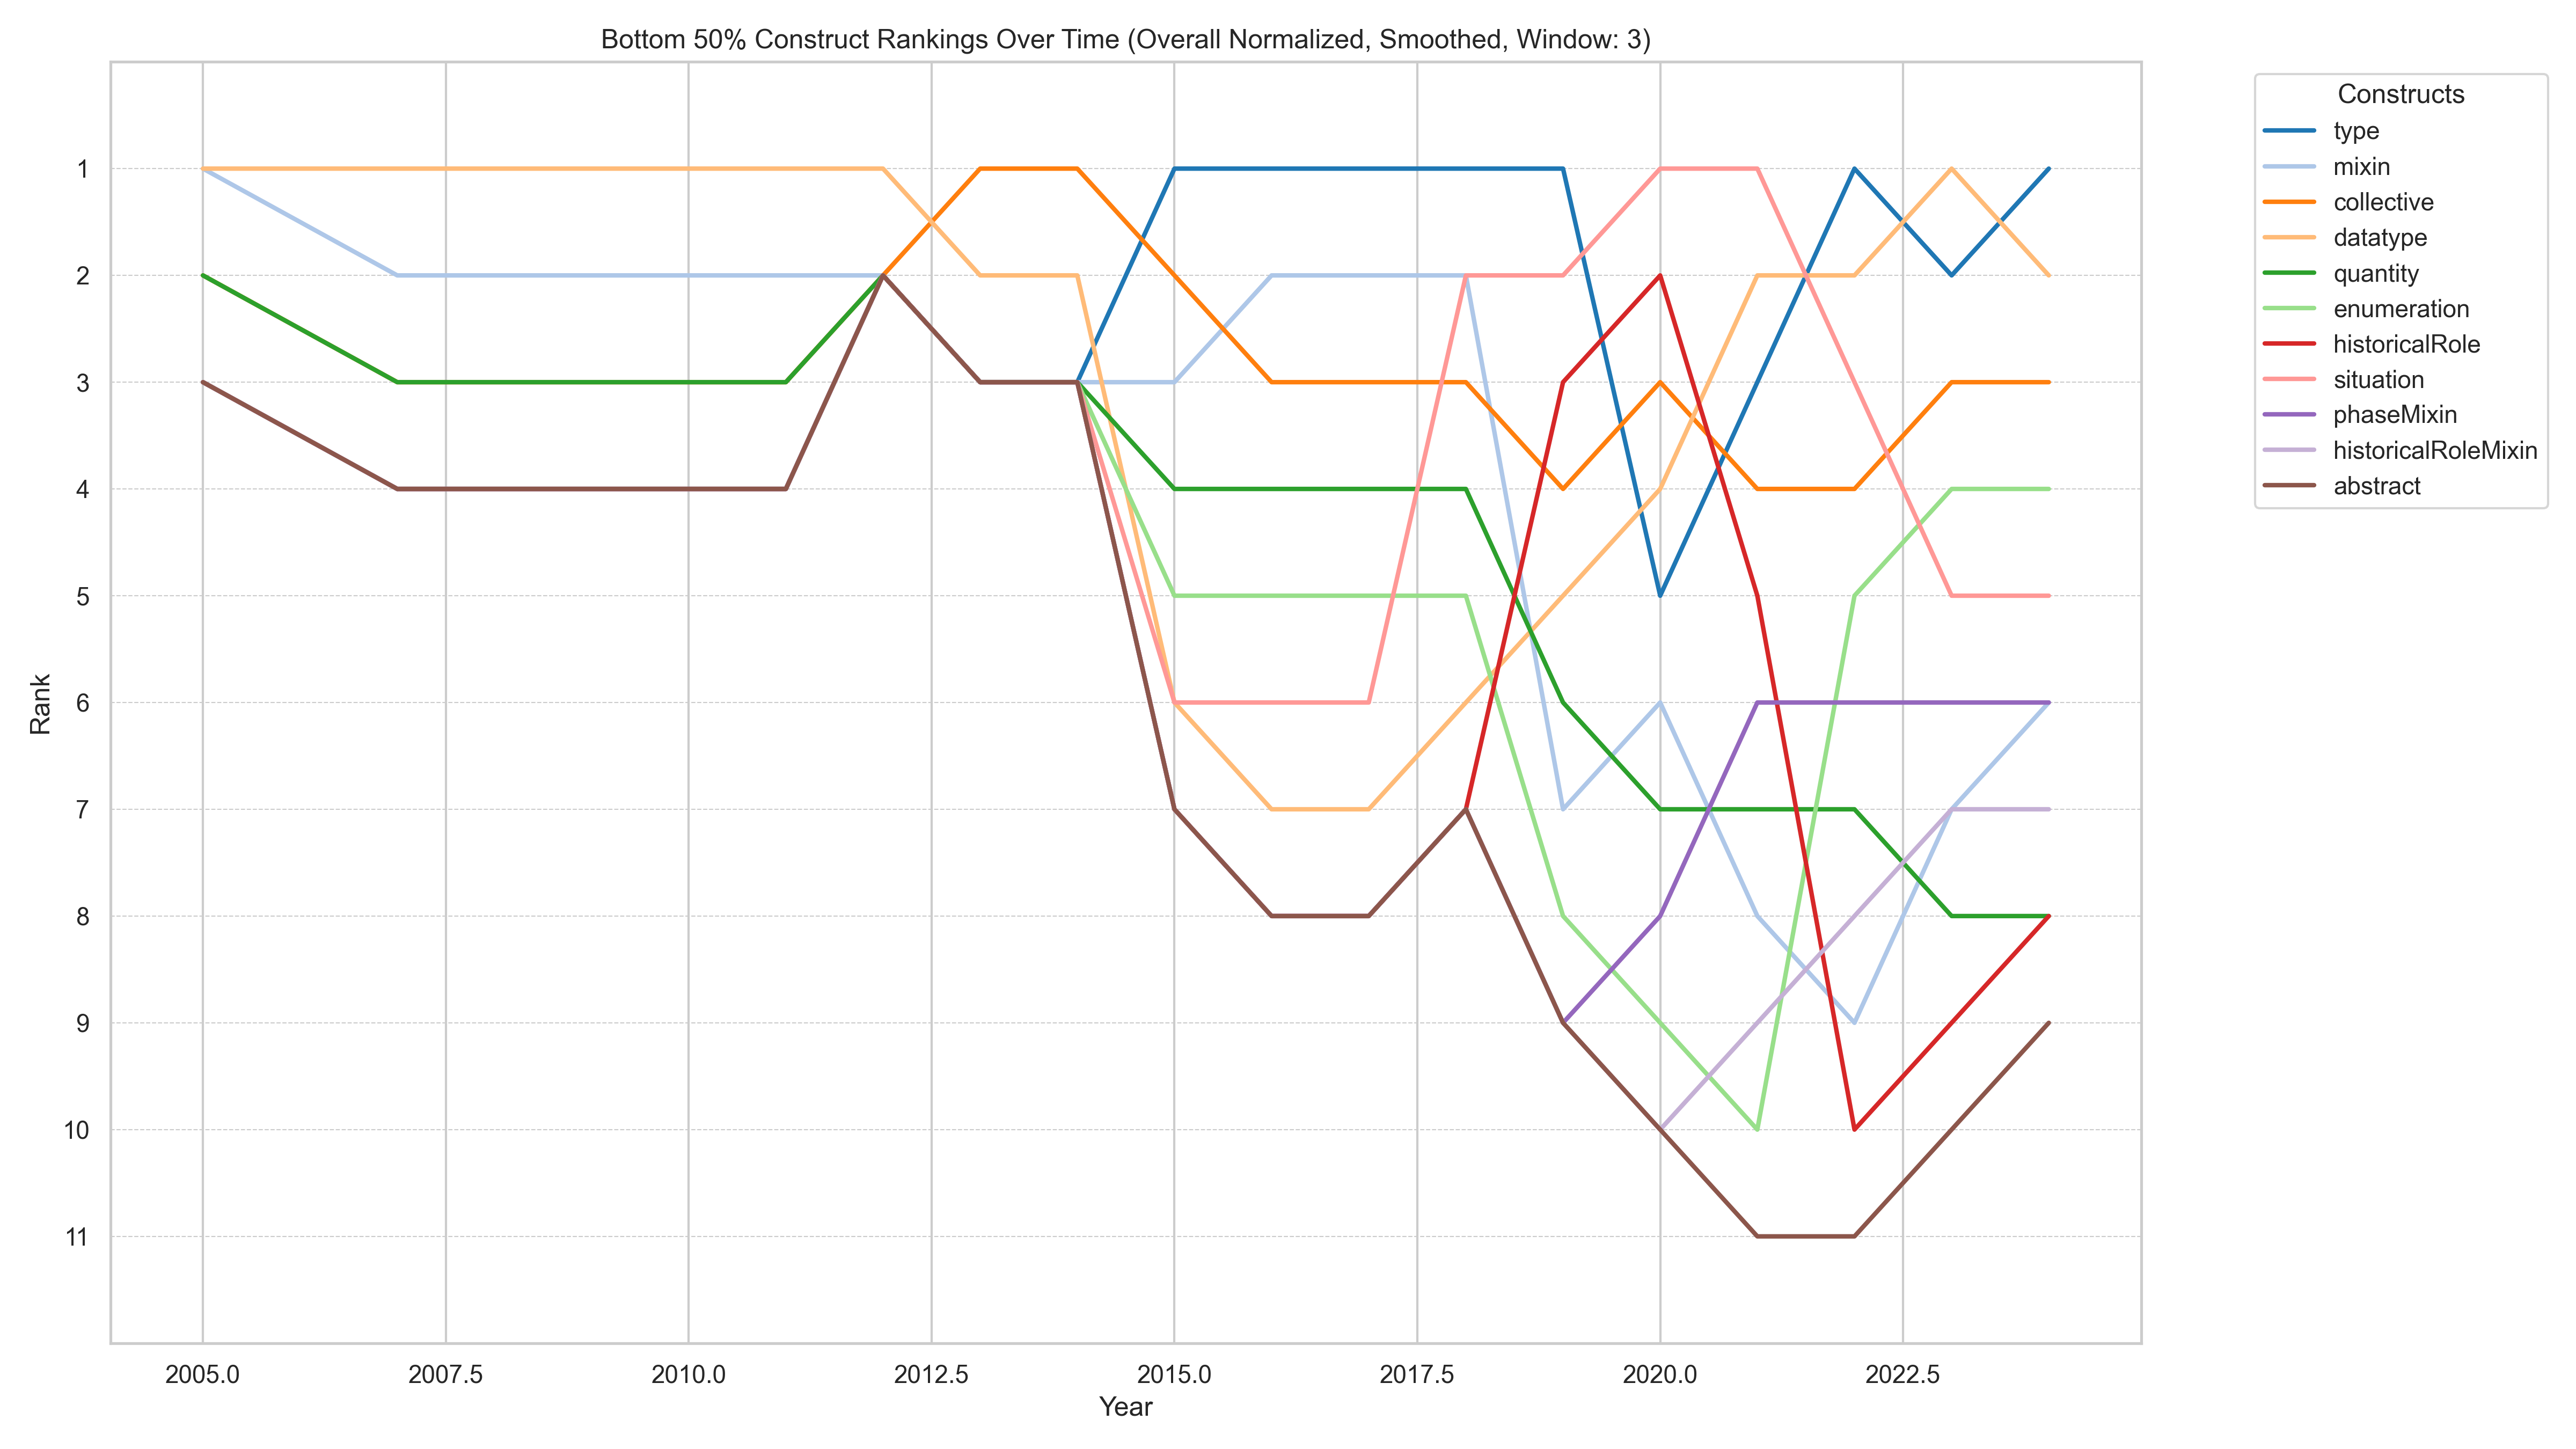 Bottom 50% Construct Rankings Over Time (Overall Normalized, Smoothed, Window: 3)
Constructs
type
mixin
collective
datatype
quantity
enumeration
historicalRole
situation
phaseMixin
historicalRoleMixin
abstract
Rank
1
2
3
4
5
6
7
8
9
10
11
2005.0 2007.5 2010.0 2012.5 2015.0 2017.5 2020.0 2022.5
Year